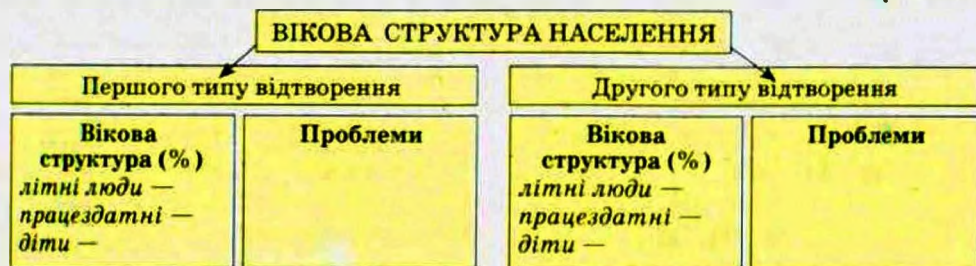 ВІКОВА СТРУКТУРА НАСЕЛЕННЯ
Першого типу відтворення
Вікова
структура (%)
літні люди —
працездатні —
діти —
Проблеми
Другого типу відтворення
Вікова
структура (%)
літні люди —
працездатні —
діти —
Проблеми